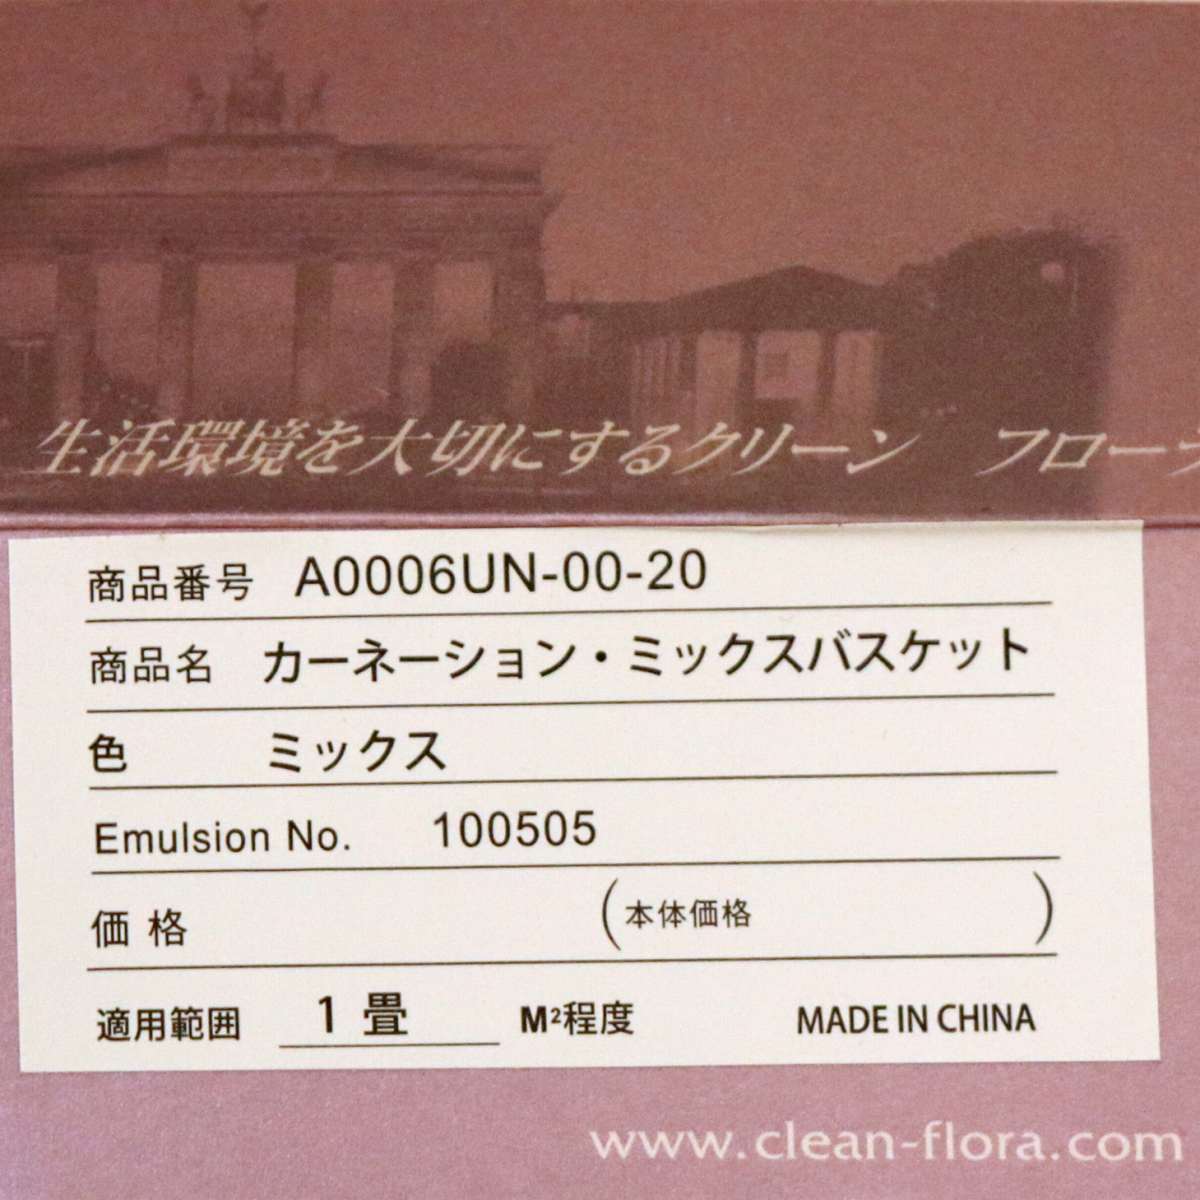 生活環境を大切にするクリーン　フロー
商品番号 A0006UN-00-20
商品名 カーネーション・ミックスバスケット
色 ミックス
Emulsion No. 100505
価 格 (本体価格 )
適用範囲 1 畳 M²程度 MADE IN CHINA
www.clean-flora.com